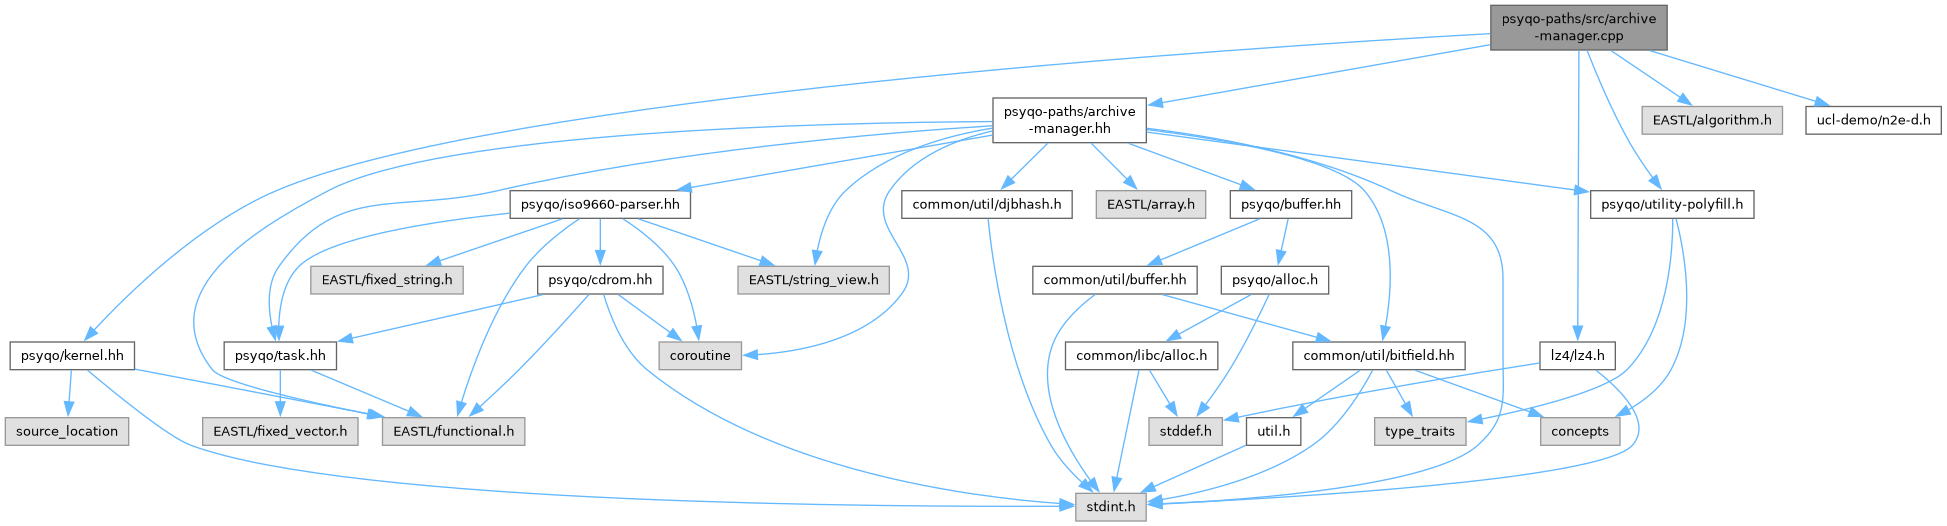 psyqo-paths/src/archive
-manager.cpp
psyqo-paths/archive
-manager.hh
EASTL/algorithm.h
ucl-demo/n2e-d.h
psyqo/iso9660-parser.hh
common/util/djbhash.h
EASTL/array.h
psyqo/buffer.hh
psyqo/utility-polyfill.h
EASTL/fixed_string.h
psyqo/cdrom.hh
EASTL/string_view.h
common/util/buffer.hh
psyqo/alloc.h
psyqo/kernel.hh
psyqo/task.hh
coroutine
common/libc/alloc.h
common/util/bitfield.hh
lz4/lz4.h
source_location
EASTL/fixed_vector.h
EASTL/functional.h
stddef.h
util.h
type_traits
concepts
stdint.h